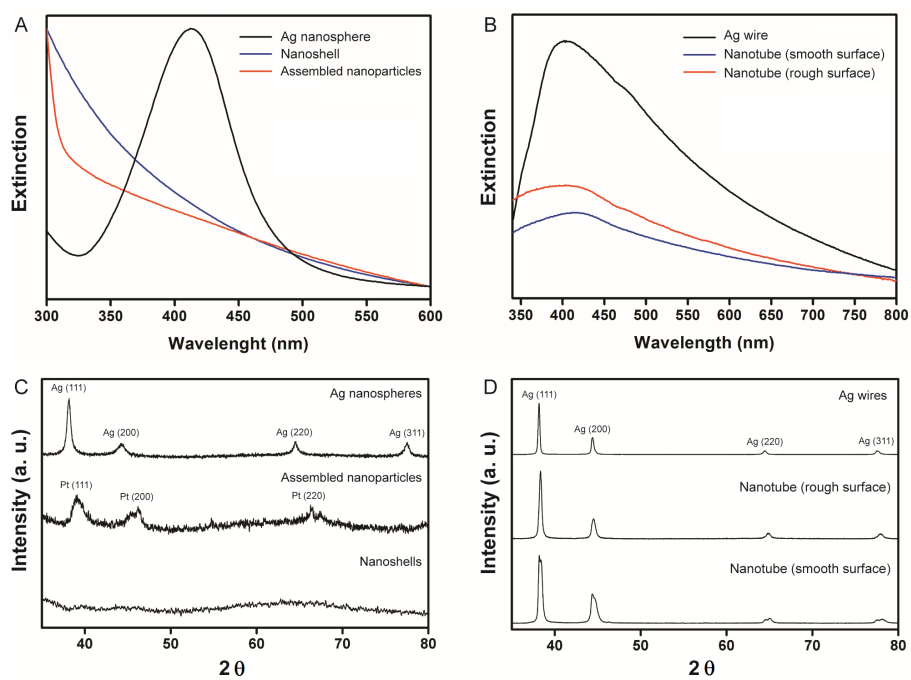 A
Ag nanosphere
Nanoshell
Assembled nanoparticles
Extinction
300 350 400 450 500 550 600
Wavelenght (nm)
B
Ag wire
Nanotube (smooth surface)
Nanotube (rough surface)
Extinction
350 400 450 500 550 600 650 700 750 800
Wavelength (nm)
C
Ag (111)
Ag nanospheres
Ag (200)
Ag (220)
Ag (311)
Assembled nanoparticles
Pt (111)
Pt (200)
Pt (220)
Nanoshells
Intensity (a. u.)
40 50 60 70 80
2 θ
D
Ag (111)
Ag wires
Ag (200)
Ag (220)
Ag (311)
Nanotube (rough surface)
Nanotube (smooth surface)
Intensity (a. u.)
40 50 60 70 80
2 θ